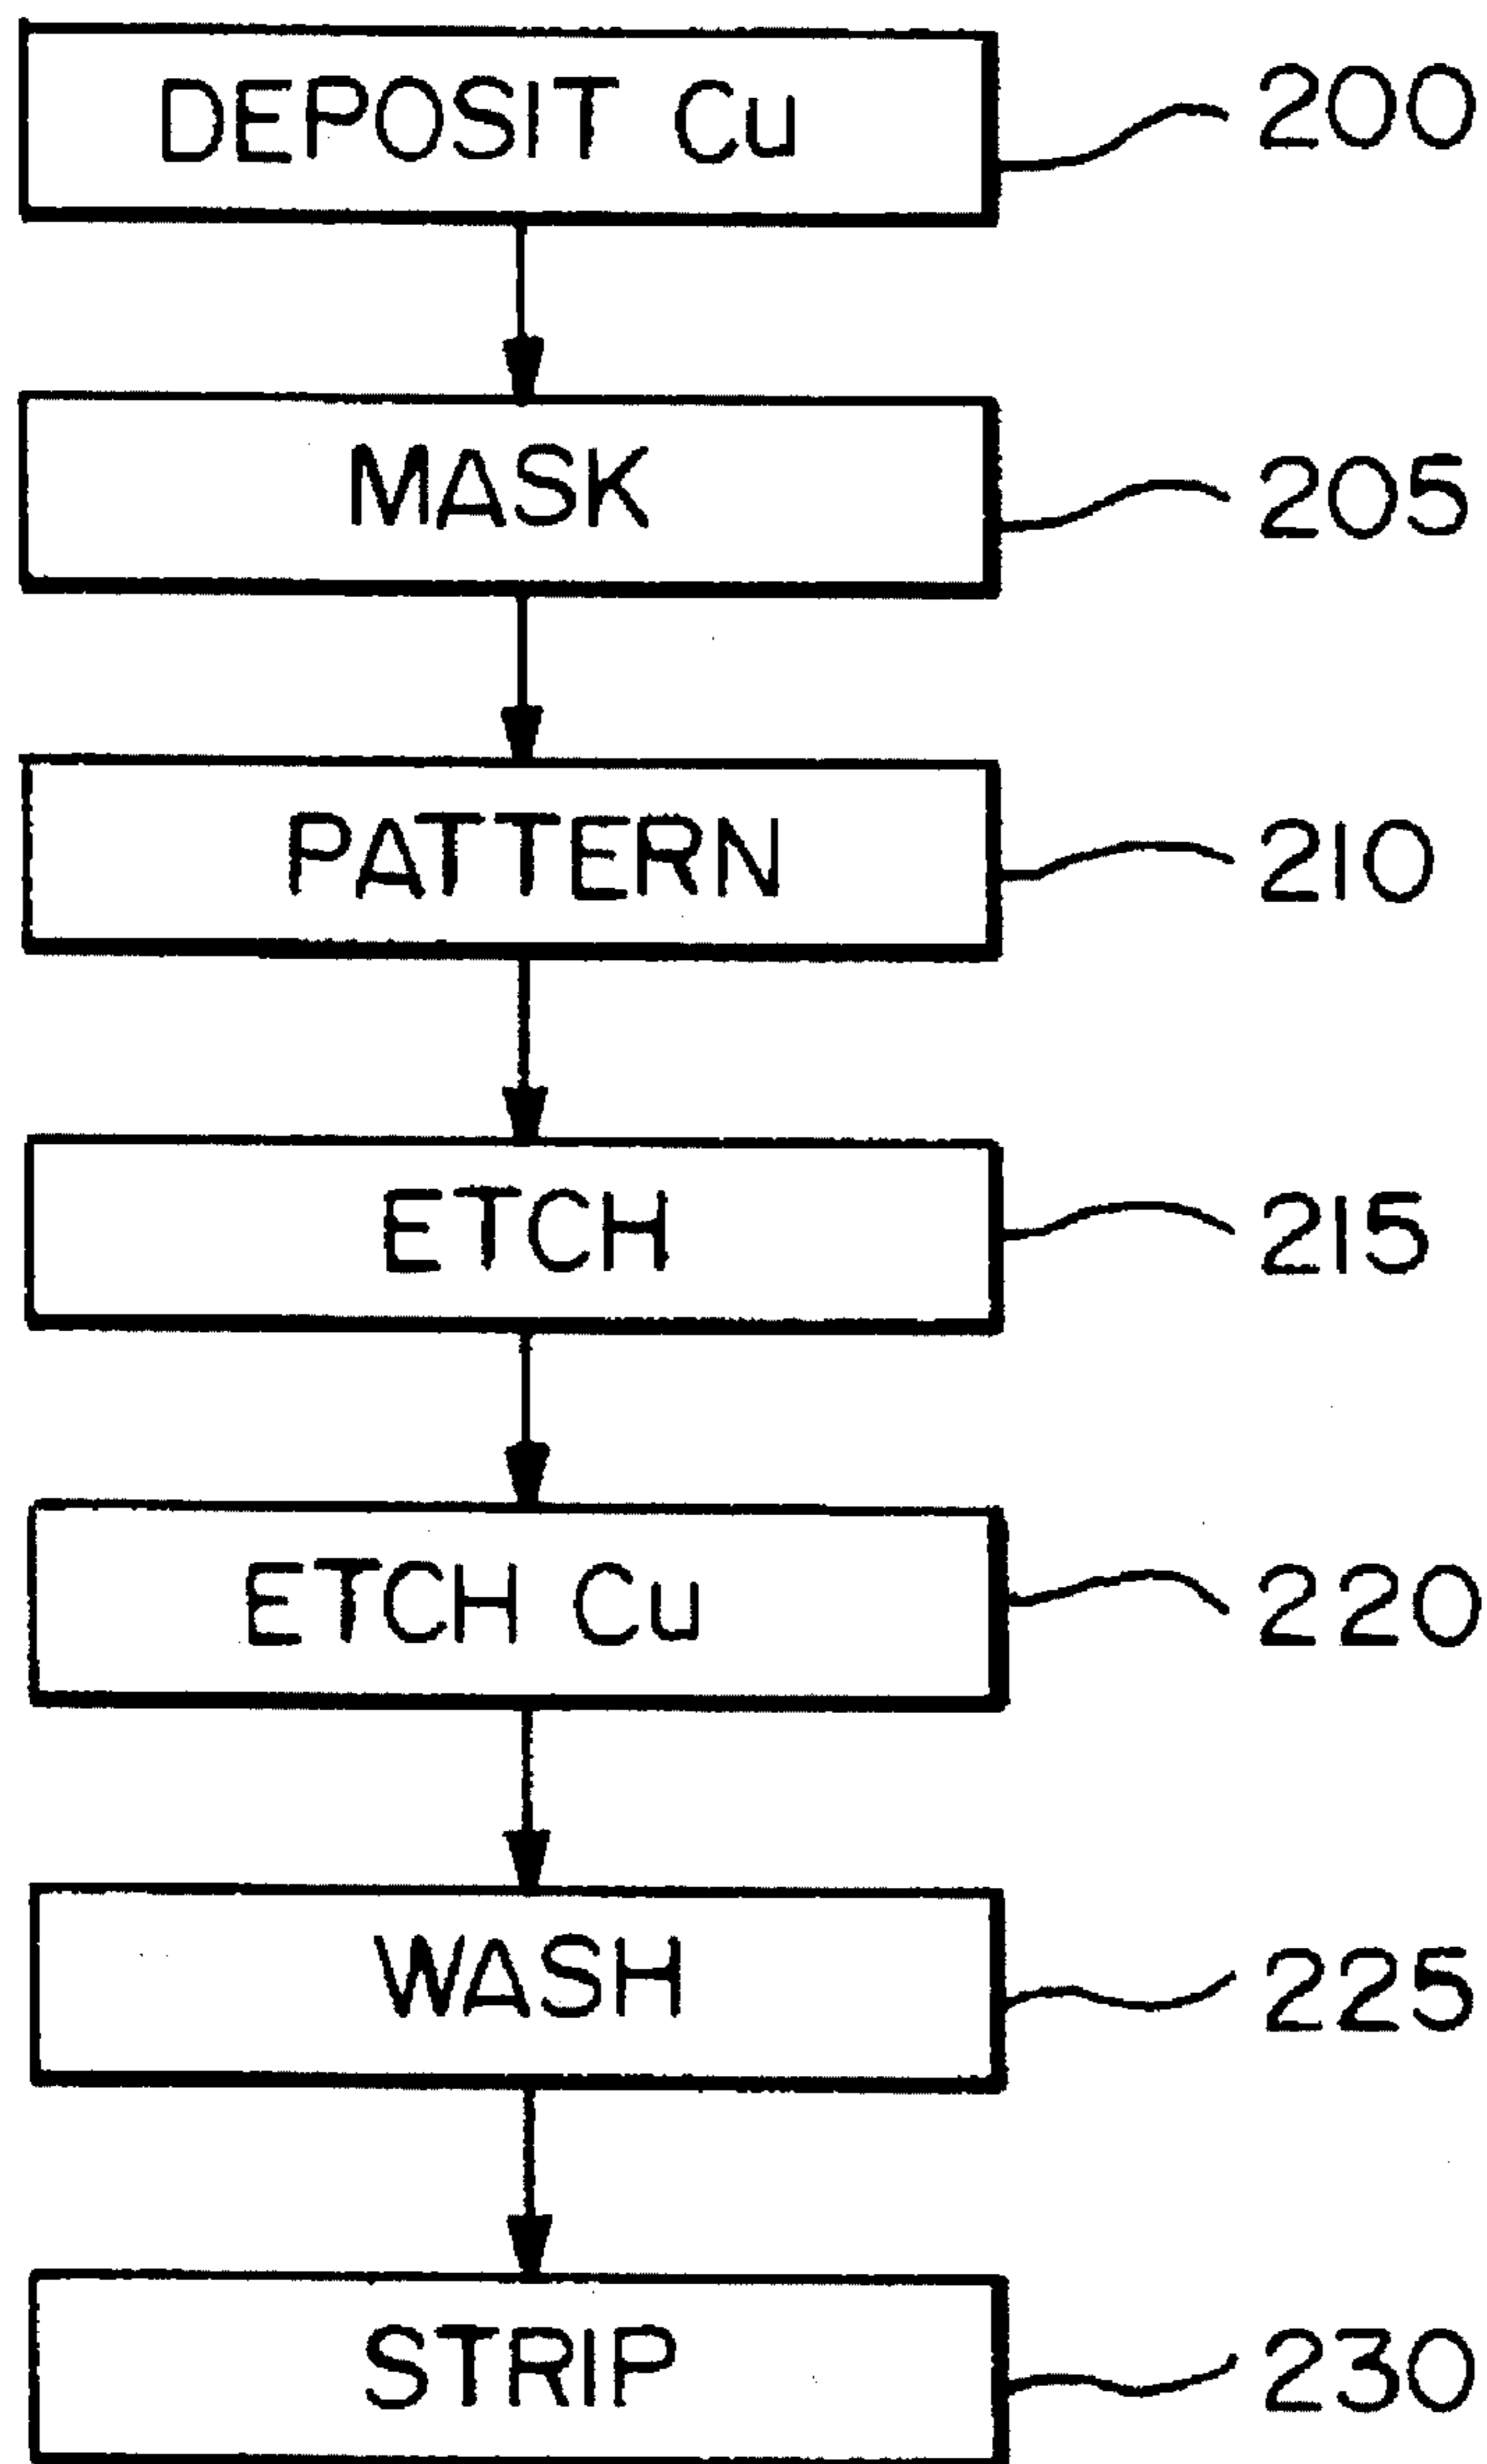 DEPOSIT Cu 200
MASK 205
PATTERN 210
ETCH 215
ETCH Cu 220
WASH 225
STRIP 230